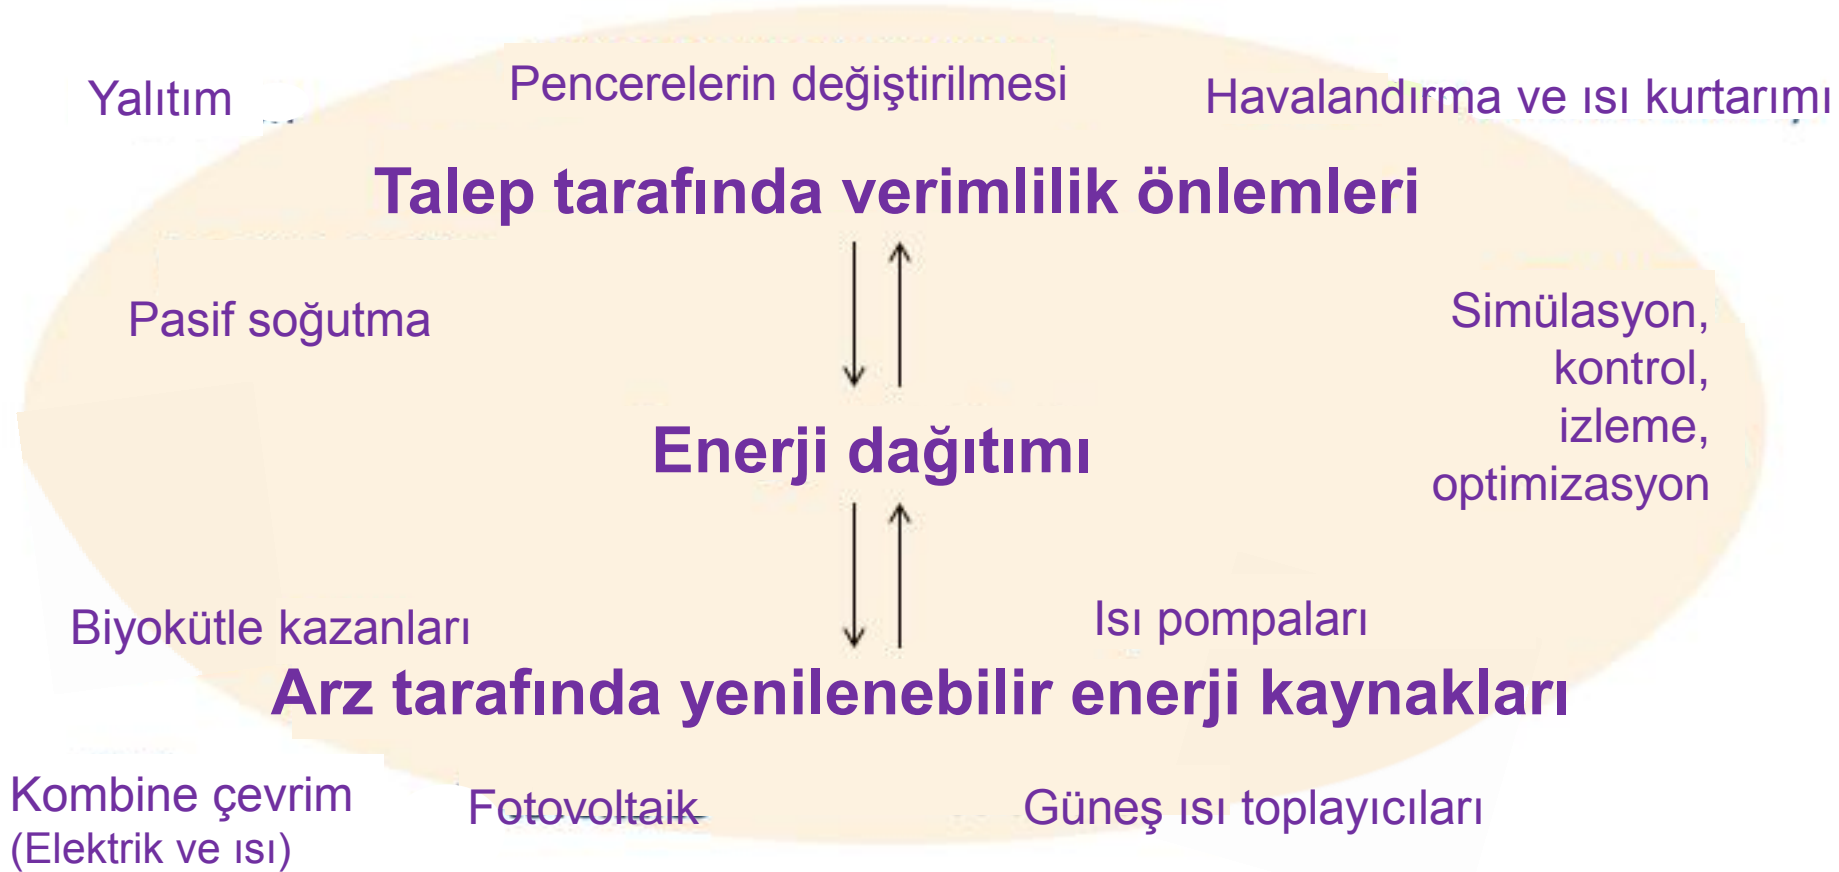 Yalıtım
Pencerelerin değiştirilmesi
Havalandırma ve ısı kurtarımı
Talep tarafında verimlilik önlemleri
Pasif soğutma
Simülasyon,
kontrol,
izleme,
optimizasyon
Enerji dağıtımı
Biyokütle kazanları
Isı pompaları
Arz tarafında yenilenebilir enerji kaynakları
Kombine çevrim
(Elektrik ve ısı)
Fotovoltaik
Güneş ısı toplayıcıları